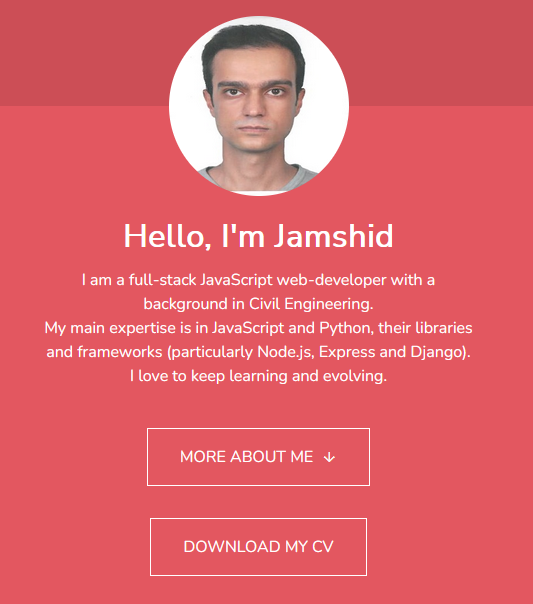 Hello, I'm Jamshid
I am a full-stack JavaScript web-developer with a
background in Civil Engineering.
My main expertise is in JavaScript and Python, their libraries
and frameworks (particularly Node.js, Express and Django).
I love to keep learning and evolving.
MORE ABOUT ME ↓
DOWNLOAD MY CV